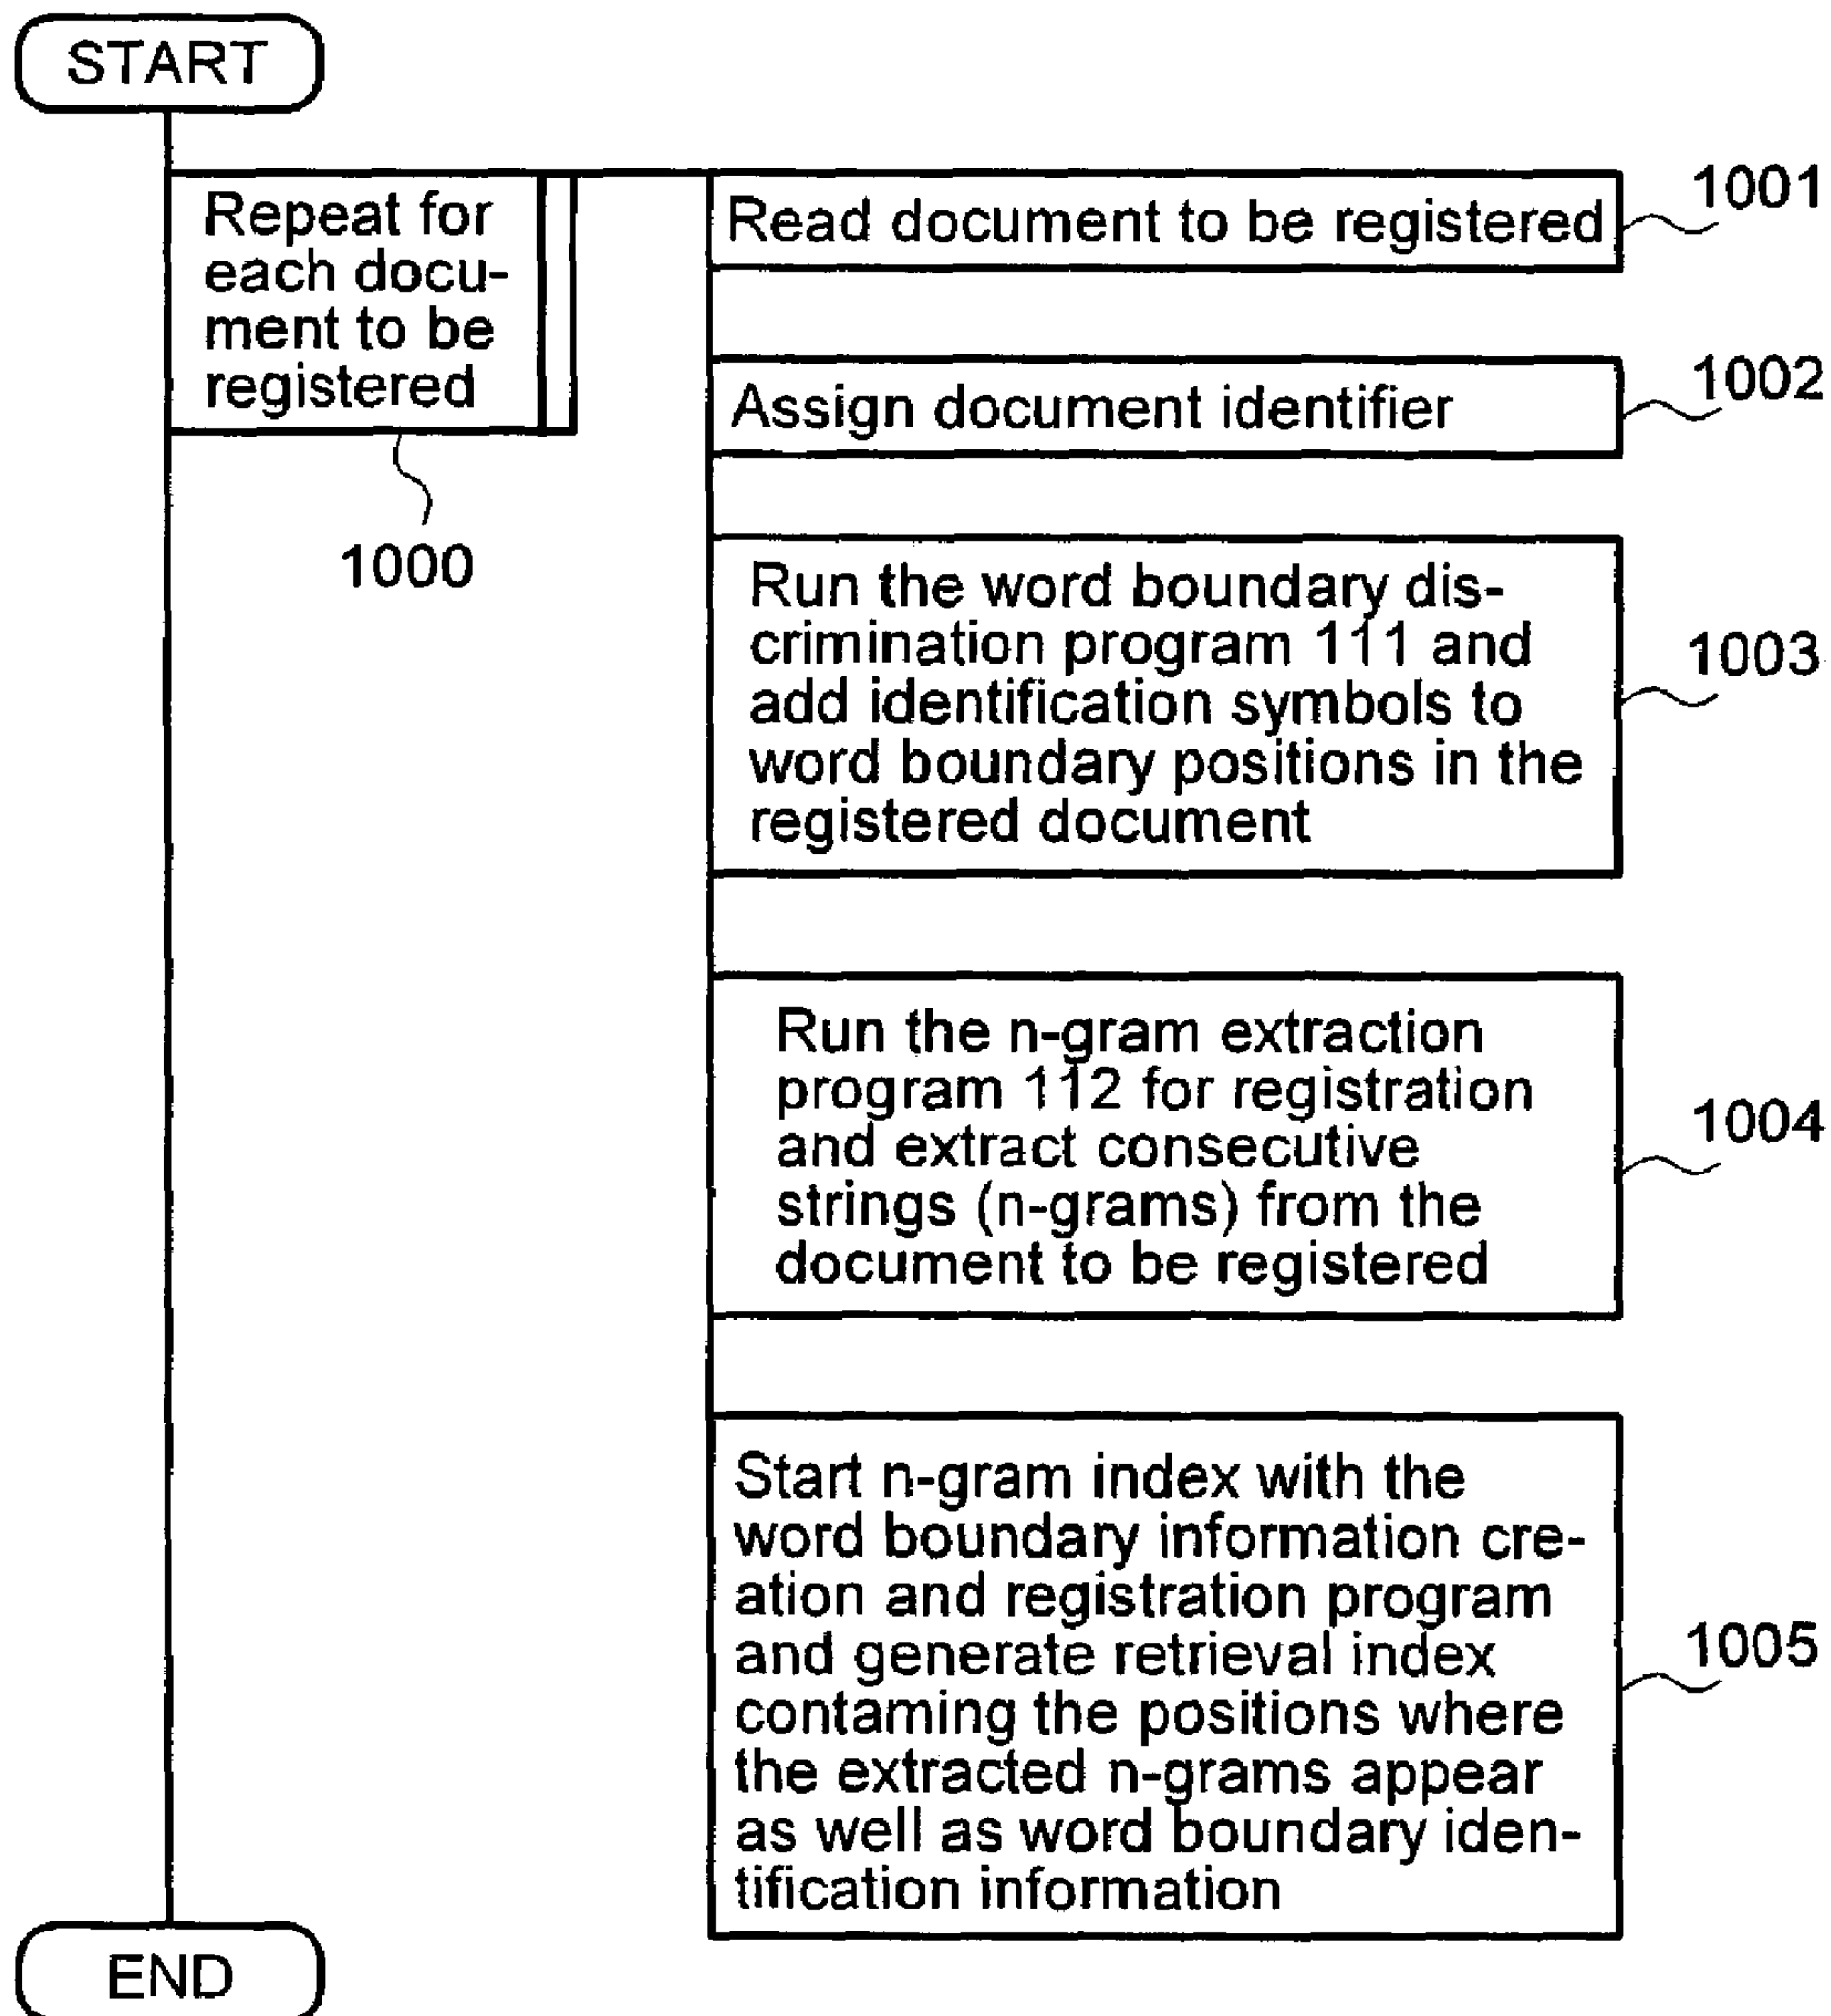 START
Repeat for
each docu-
ment to be
registered
1000
Read document to be registered
1001
Assign document identifier
1002
Run the word boundary dis-
crimination program 111 and
add identification symbols to
word boundary positions in the
registered document
1003
Run the n-gram extraction
program 112 for registration
and extract consecutive
strings (n-grams) from the
document to be registered
1004
Start n-gram index with the
word boundary information cre-
ation and registration program
and generate retrieval index
contaming the positions where
the extracted n-grams appear
as well as word boundary iden-
tification information
1005
END